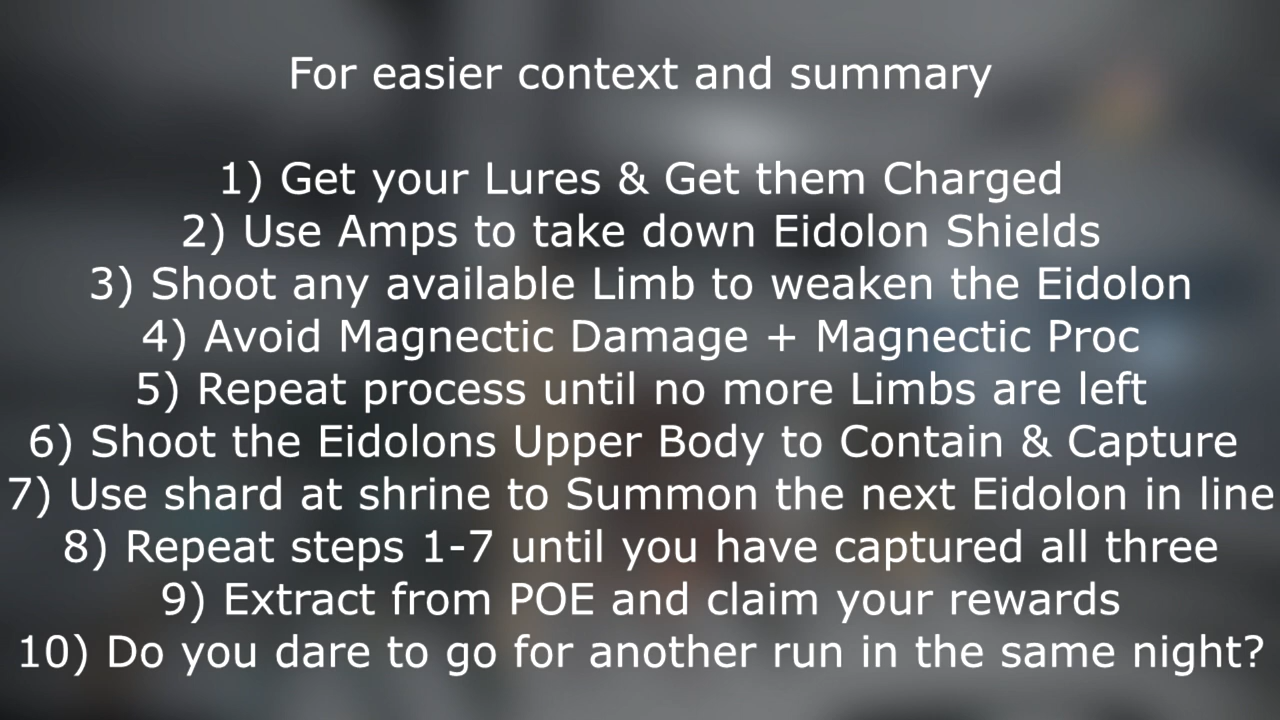 For easier context and summary
1) Get your Lures & Get them Charged
2) Use Amps to take down Eidolon Shields
3) Shoot any available Limb to weaken the Eidolon
4) Avoid Magnectic Damage + Magnectic Proc
5) Repeat process until no more Limbs are left
6) Shoot the Eidolons Upper Body to Contain & Capture
7) Use shard at shrine to Summon the next Eidolon in line
8) Repeat steps 1-7 until you have captured all three
9) Extract from POE and claim your rewards
10) Do you dare to go for another run in the same night?